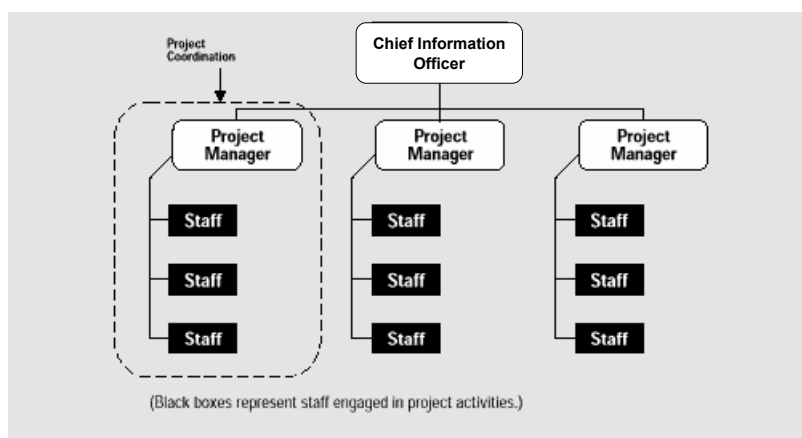 Project
Coordination
Chief Information
Officer
Project
Manager
Project
Manager
Project
Manager
Staff
Staff
Staff
Staff
Staff
Staff
Staff
Staff
Staff
(Black boxes represent staff engaged in project activities.)